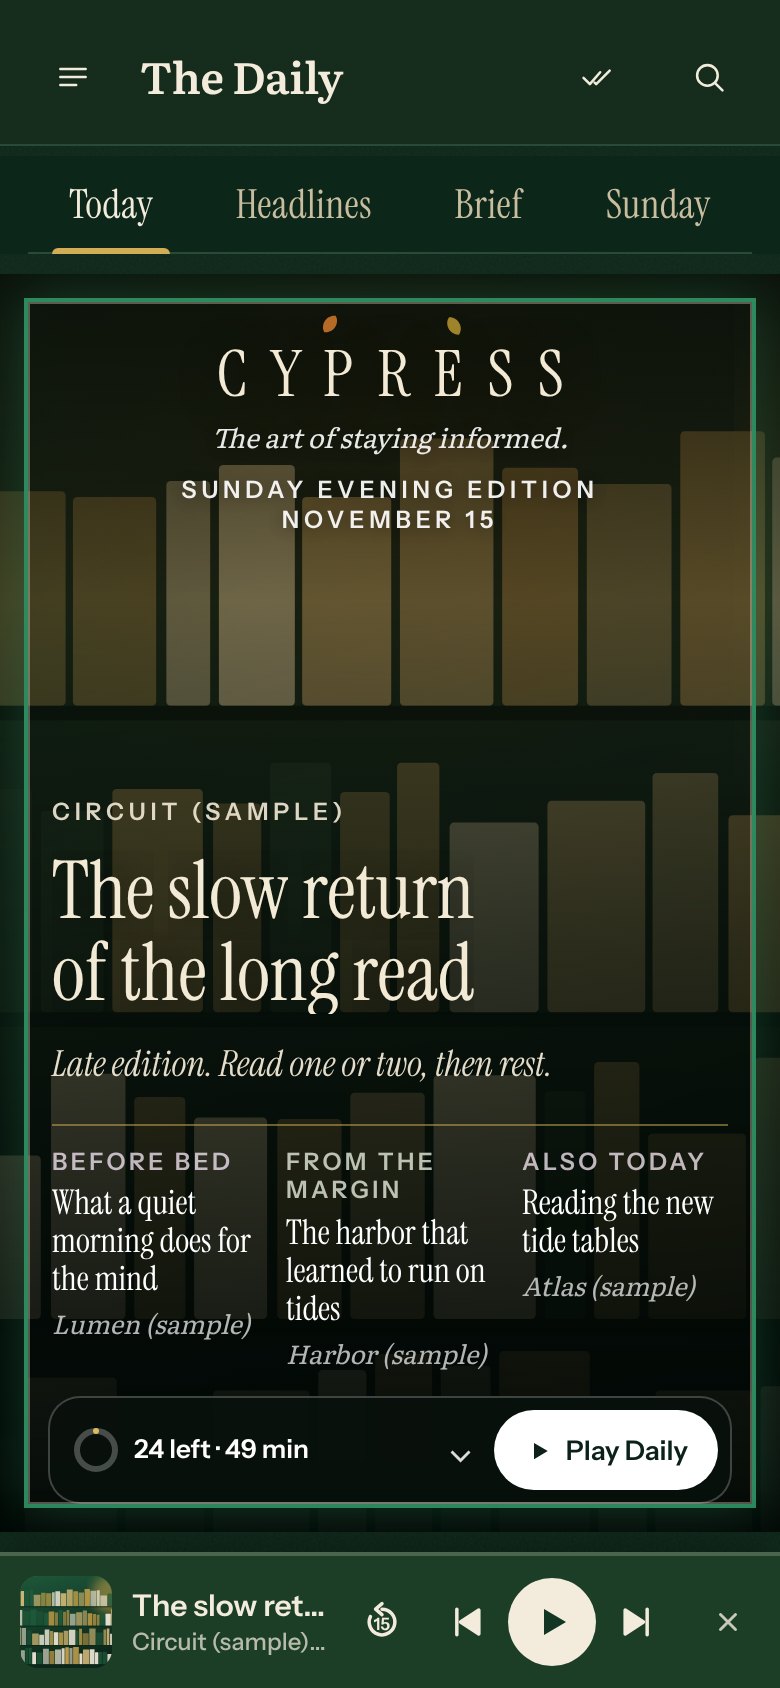 The Daily
Today Headlines Brief Sunday
CYPRESS
The art of staying informed.
SUNDAY EVENING EDITION
NOVEMBER 15
CIRCUIT (SAMPLE)
The slow return
of the long read
Late edition. Read one or two, then rest.
BEFORE BED
What a quiet
morning does for
the mind
Lumen (sample)
FROM THE
MARGIN
The harbor that
learned to run on
tides
Harbor (sample)
ALSO TODAY
Reading the new
tide tables
Atlas (sample)
24 left · 49 min
Play Daily
The slow ret...
Circuit (sample)...
15